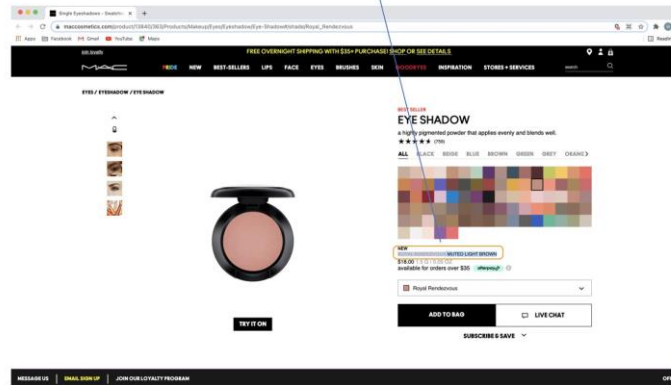 Single Eyeshadows - Swatch
maccosmetics.com/product/13840/363/Products/Makeup/Eyes/Eyeshadow/Eye-Shadow#/shade/Royal_Rendezvous
Apps Facebook Gmail YouTube Maps
FREE OVERNIGHT SHIPPING WITH $35+ PURCHASE! SHOP OR SEE DETAILS
MAC PRIDE NEW BEST-SELLERS LIPS FACE EYES BRUSHES SKIN INSPIRATION STORES + SERVICES search
EYES / EYESHADOW / EYE SHADOW
BEST SELLER
EYE SHADOW
a highly pigmented powder that applies evenly and blends well.
(759)
ALL BLACK BEIGE BLUE BROWN GREEN GREY ORANG
NEW
MUTED LIGHT BROWN
$18.00
available for orders over $35 afterpay
Royal Rendezvous
ADD TO BAG LIVE CHAT
TRY IT ON
SUBSCRIBE & SAVE
MESSAGE US EMAIL SIGN UP JOIN OUR LOYALTY PROGRAM